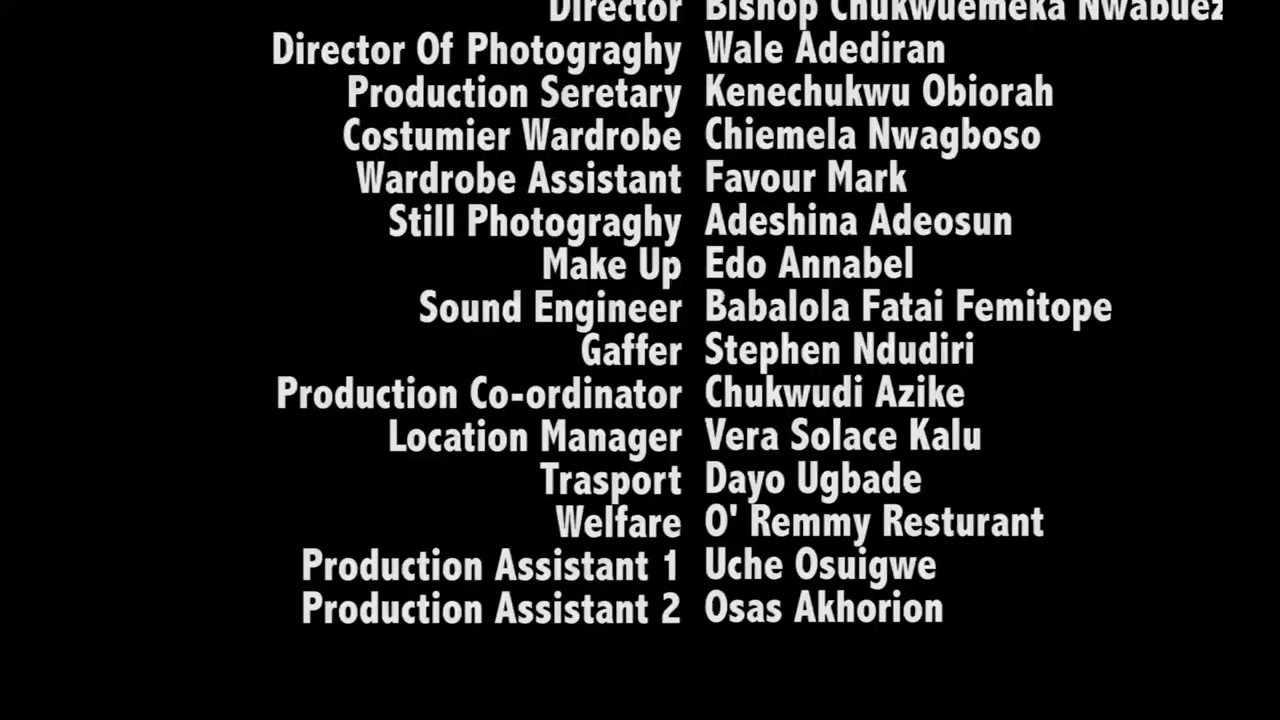 Director Bishop Chukwuemeka Nwabuez
Director Of Photograghy Wale Adediran
Production Seretary Kenechukwu Obiorah
Costumier Wardrobe Chiemela Nwagboso
Wardrobe Assistant Favour Mark
Still Photograghy Adeshina Adeosun
Make Up Edo Annabel
Sound Engineer Babalola Fatai Femitope
Gaffer Stephen Ndudiri
Production Co-ordinator Chukwudi Azike
Location Manager Vera Solace Kalu
Trasport Dayo Ugbade
Welfare O' Remmy Resturant
Production Assistant 1 Uche Osuigwe
Production Assistant 2 Osas Akhorion